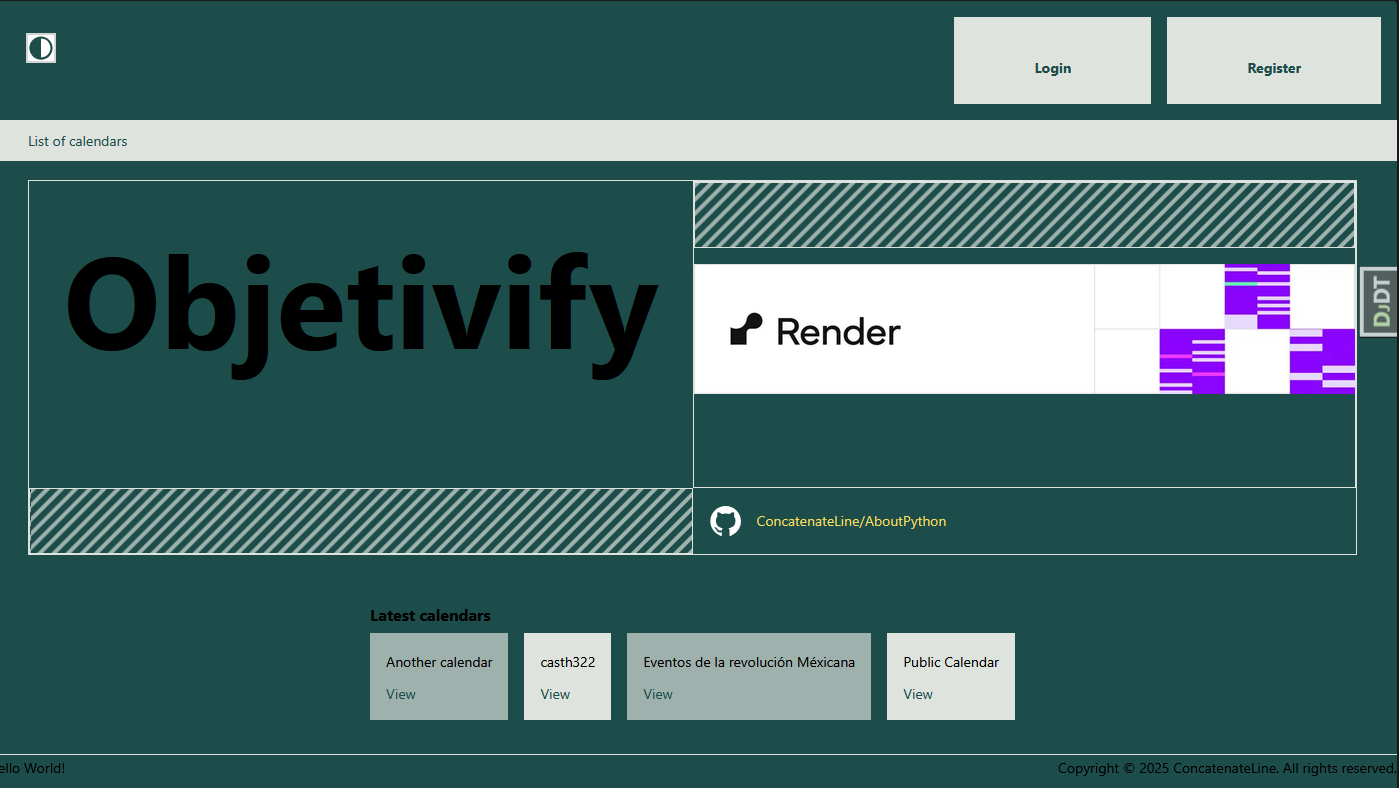 Login
Register
List of calendars
Objetivify
Render
DJDT
ConcatenateLine/AboutPython
Latest calendars
Another calendar
View
casth322
View
Eventos de la revolución Méxicana
View
Public Calendar
View
ello World!
Copyright © 2025 ConcatenateLine. All rights reserved.